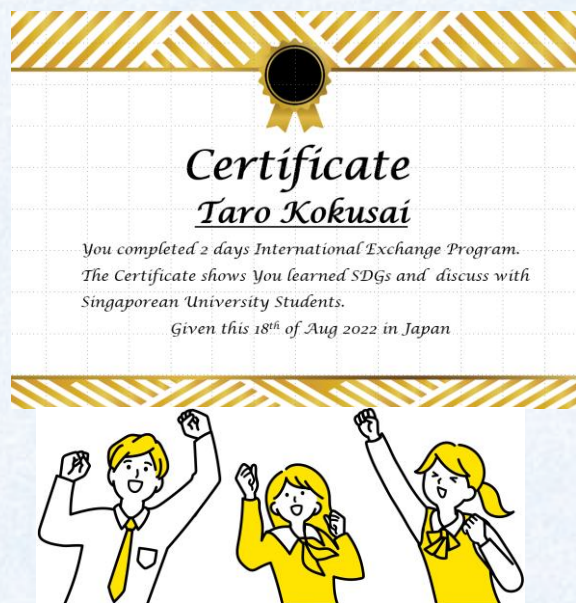 Certificate
Taro Kokusai
You completed 2 days International Exchange Program.
The Certificate shows You learned SDGs and discuss with
Singaporean University Students.
Given this 18th of Aug 2022 in Japan